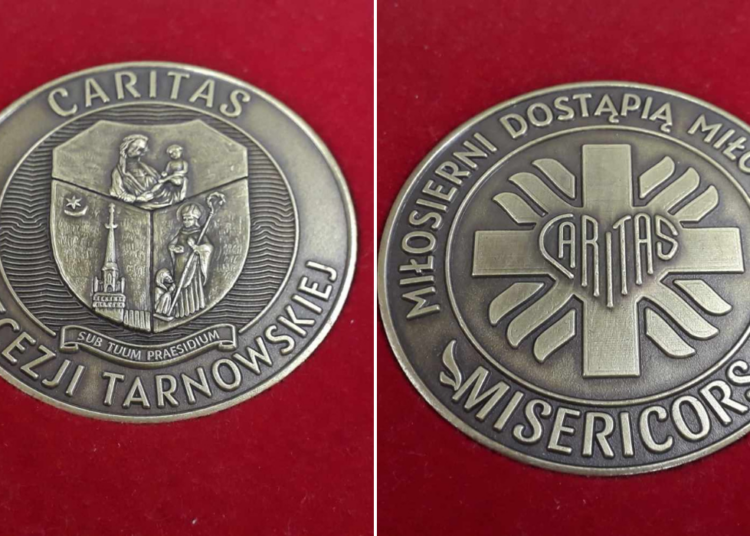 CARITAS
CEZJI TARNOWSKIEJ
SUB TUUM PRAESIDIUM
MIŁOSIERNI DOSTĄPIĄ MIŁO
CARITAS
MISERICORS